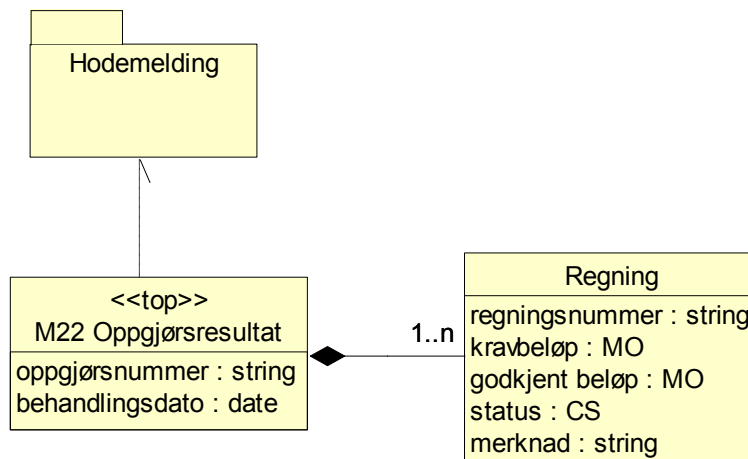 Hodemelding
<<top>>
M22 Oppgjørsresultat
oppgjørsnummer : string
behandlingsdato : date
1..n
Regning
regningsnummer : string
kravbeløp : MO
godkjent beløp : MO
status : CS
merknad : string